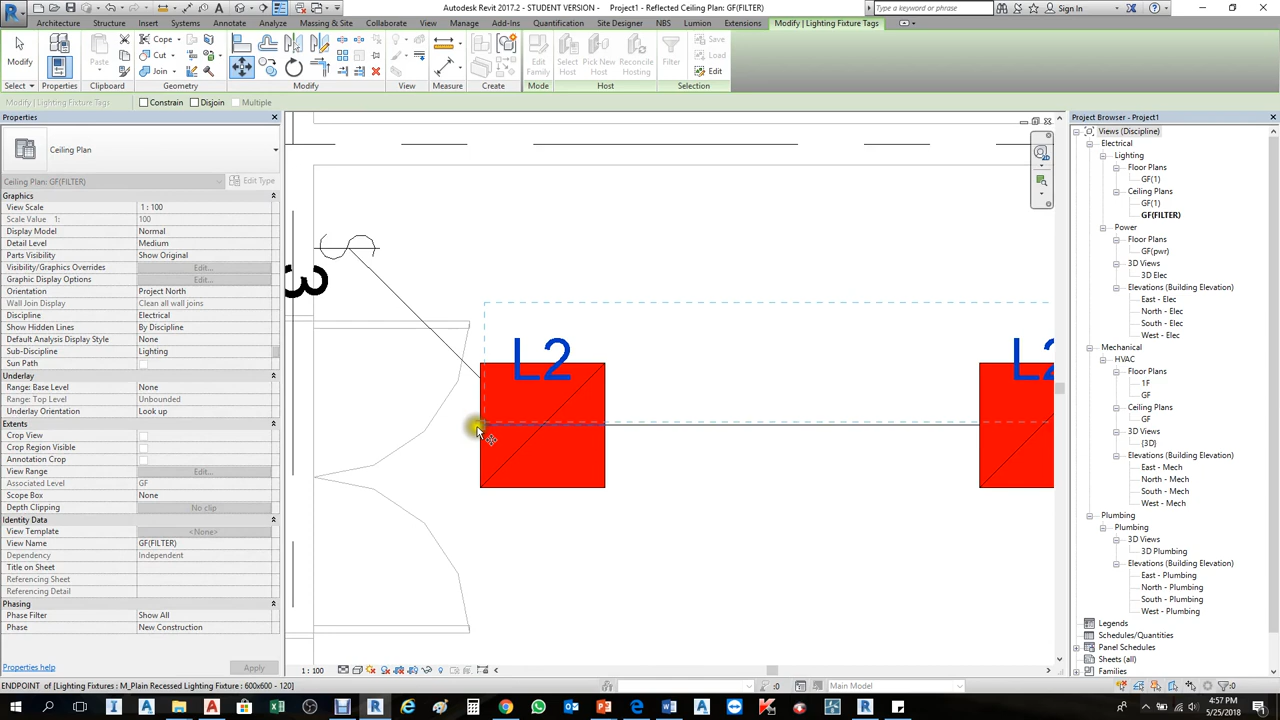 Autodesk Revit 2017.2 - STUDENT VERSION - Project1 - Reflected Ceiling Plan: GF(FILTER)
Type a keyword or phrase
Sign In
Architecture Structure Insert Systems Annotate Analyze Massing & Site Collaborate View Manage Add-Ins Quantification Site Designer NBS Lumion Extensions Modify | Lighting Fixture Tags
Modify
Paste
Cope
Cut
Join
Edit Family
Select Host
Pick New Host
Reconcile Hosting
Filter
Save
Load
Edit
Select Properties Clipboard Geometry Modify View Measure Create Mode Host Selection
Modify | Lighting Fixture Tags Constrain Disjoin Multiple
Properties
Ceiling Plan
Ceiling Plan: GF(FILTER) Edit Type
Graphics
View Scale 1 : 100
Scale Value 1: 100
Display Model Normal
Detail Level Medium
Parts Visibility Show Original
Visibility/Graphics Overrides Edit...
Graphic Display Options Edit...
Orientation Project North
Wall Join Display Clean all wall joins
Discipline Electrical
Show Hidden Lines By Discipline
Default Analysis Display Style None
Sub-Discipline Lighting
Sun Path
Underlay
Range: Base Level None
Range: Top Level Unbounded
Underlay Orientation Look up
Extents
Crop View
Crop Region Visible
Annotation Crop
View Range Edit...
Associated Level GF
Scope Box None
Depth Clipping No clip
Identity Data
View Template <None>
View Name GF(FILTER)
Dependency Independent
Title on Sheet
Referencing Sheet
Referencing Detail
Phasing
Phase Filter Show All
Phase New Construction
Properties help Apply
3
L2
L2
Project Browser - Project1
Views (Discipline)
Electrical
Lighting
Floor Plans
GF(1)
Ceiling Plans
GF(1)
GF(FILTER)
Power
Floor Plans
GF(pwr)
3D Views
3D Elec
Elevations (Building Elevation)
East - Elec
North - Elec
South - Elec
West - Elec
Mechanical
HVAC
Floor Plans
1F
GF
Ceiling Plans
GF
3D Views
{3D}
Elevations (Building Elevation)
East - Mech
North - Mech
South - Mech
West - Mech
Plumbing
Plumbing
3D Views
3D Plumbing
Elevations (Building Elevation)
East - Plumbing
North - Plumbing
South - Plumbing
West - Plumbing
Legends
Schedules/Quantities
Panel Schedules
Sheets (all)
Families
1 : 100
ENDPOINT of [Lighting Fixtures : M_Plain Recessed Lighting Fixture : 600x600 - 120]
:0
Main Model
:0
4:57 PM
5/25/2018